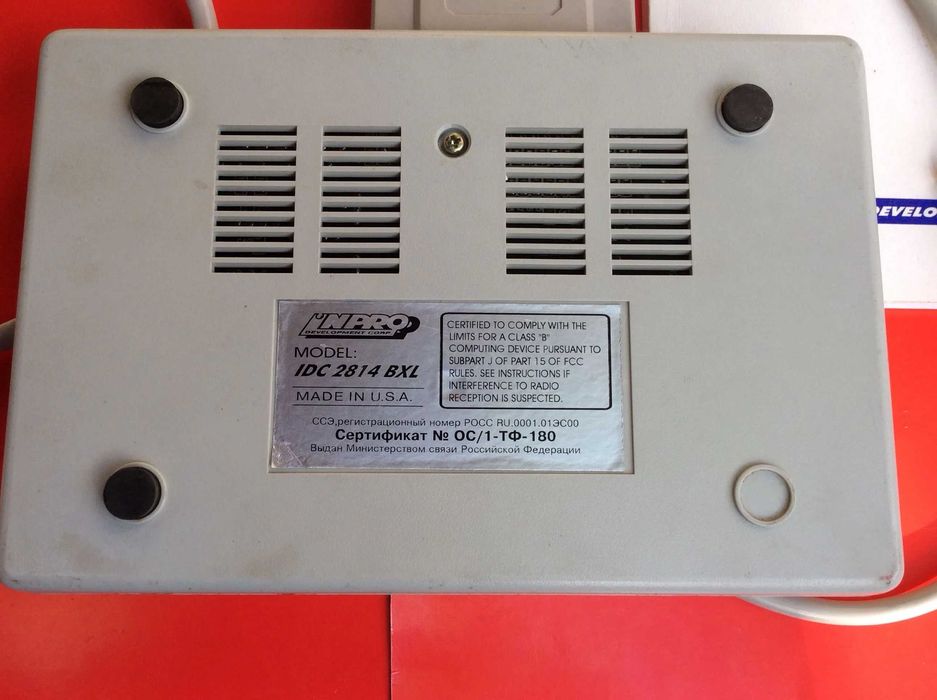 INPRO
DEVELOPMENT CORP.
MODEL:
IDC 2814 BXL
MADE IN U.S.A.
CERTIFIED TO COMPLY WITH THE
LIMITS FOR A CLASS "B"
COMPUTING DEVICE PURSUANT TO
SUBPART J OF PART 15 OF FCC
RULES. SEE INSTRUCTIONS IF
INTERFERENCE TO RADIO
RECEPTION IS SUSPECTED.
ССЭ,регистрационный номер РОСС RU.0001.01ЭС00
Сертификат № ОС/1-ТФ-180
Выдан Министерством связи Российской Федерации
DEVELO